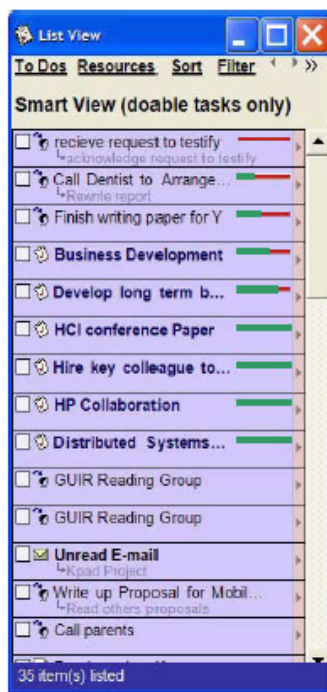 List View
To Dos Resources Sort Filter
Smart View (doable tasks only)
recieve request to testify
acknowledge request to testify
Call Dentist to Arrange...
Rewrite report
Finish writing paper for Y
Business Development
Develop long term b...
HCI conference Paper
Hire key colleague to...
HP Collaboration
Distributed Systems...
GUIR Reading Group
GUIR Reading Group
Unread E-mail
Kpad Project
Write up Proposal for Mobil...
Read others proposals
Call parents
35 item(s) listed